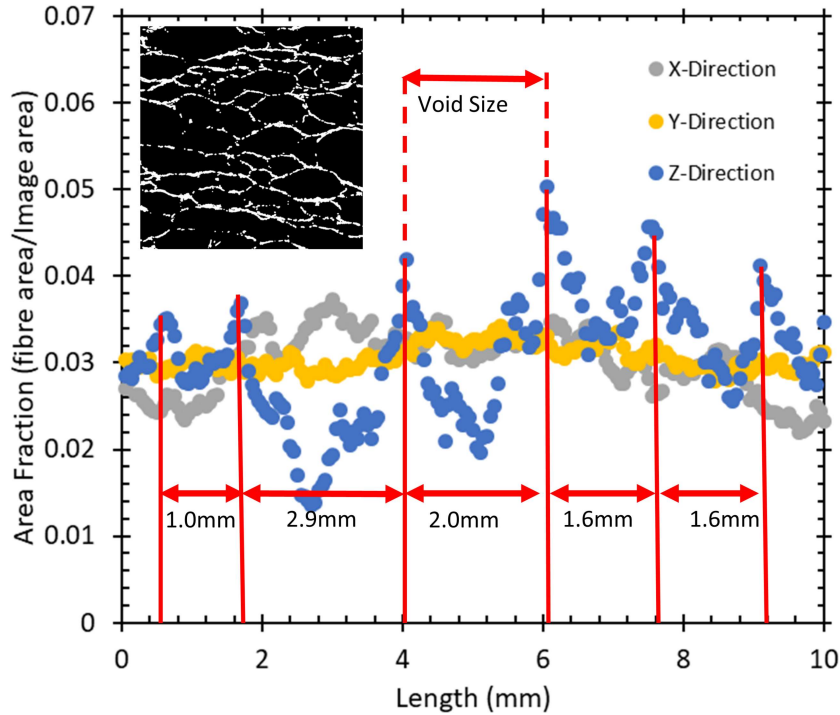 0.07
0.06
0.05
0.04
0.03
0.02
0.01
0
Area Fraction (fibre area/Image area)
Void Size
X-Direction
Y-Direction
Z-Direction
1.0mm
2.9mm
2.0mm
1.6mm
1.6mm
0
2
4
6
8
10
Length (mm)